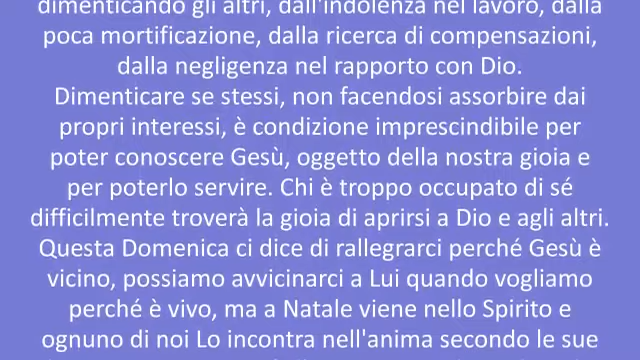 dimenticando gli altri, dall'indolenza nel lavoro, dalla
poca mortificazione, dalla ricerca di compensazioni,
dalla negligenza nel rapporto con Dio.
Dimenticare se stessi, non facendosi assorbire dai
propri interessi, è condizione imprescindibile per
poter conoscere Gesù, oggetto della nostra gioia e
per poterlo servire. Chi è troppo occupato di sé
difficilmente troverà la gioia di aprirsi a Dio e agli altri.
Questa Domenica ci dice di rallegrarci perché Gesù è
vicino, possiamo avvicinarci a Lui quando vogliamo
perché è vivo, ma a Natale viene nello Spirito e
ognuno di noi Lo incontra nell'anima secondo le sue